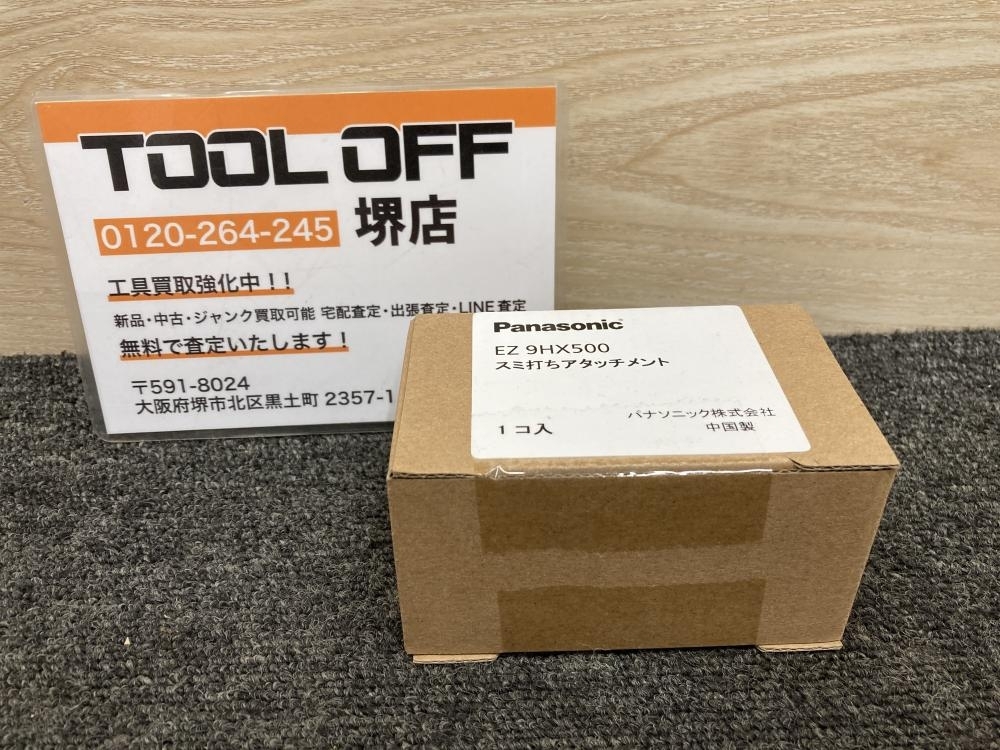 TOOL OFF
0120-264-245 堺店
工具買取強化中！！
新品・中古・ジャンク買取可能 宅配査定・出張査定・LINE査定
無料で査定いたします！
〒591-8024
大阪府堺市北区黒土町 2357-1
Panasonic
EZ 9HX500
スミ打ちアタッチメント
パナソニック株式会社
1コ入
中国製